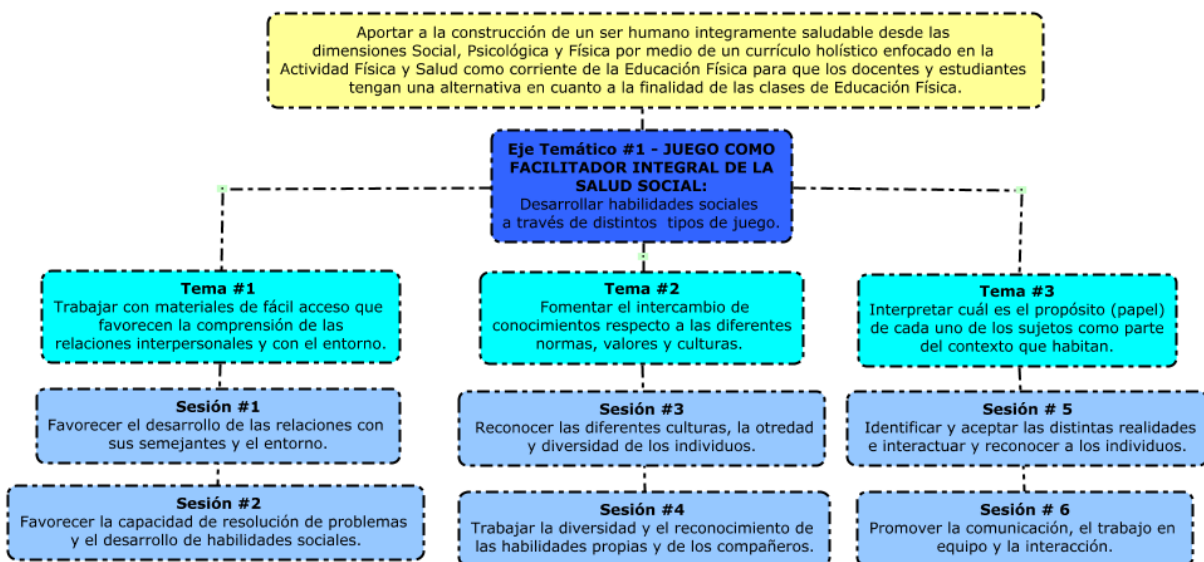 Aportar a la construcción de un ser humano integramente saludable desde las
dimensiones Social, Psicológica y Física por medio de un currículo holístico enfocado en la
Actividad Física y Salud como corriente de la Educación Física para que los docentes y estudiantes
tengan una alternativa en cuanto a la finalidad de las clases de Educación Física.
Eje Temático #1 - JUEGO COMO
FACILITADOR INTEGRAL DE LA
SALUD SOCIAL:
Desarrollar habilidades sociales
a través de distintos tipos de juego.
Tema #1
Trabajar con materiales de fácil acceso que
favorecen la comprensión de las
relaciones interpersonales y con el entorno.
Sesión #1
Favorecer el desarrollo de las relaciones con
sus semejantes y el entorno.
Sesión #2
Favorecer la capacidad de resolución de problemas
y el desarrollo de habilidades sociales.
Tema #2
Fomentar el intercambio de
conocimientos respecto a las diferentes
normas, valores y culturas.
Sesión #3
Reconocer las diferentes culturas, la otredad
y diversidad de los individuos.
Sesión #4
Trabajar la diversidad y el reconocimiento de
las habilidades propias y de los compañeros.
Tema #3
Interpretar cuál es el propósito (papel)
de cada uno de los sujetos como parte
del contexto que habitan.
Sesión # 5
Identificar y aceptar las distintas realidades
e interactuar y reconocer a los individuos.
Sesión # 6
Promover la comunicación, el trabajo en
equipo y la interacción.